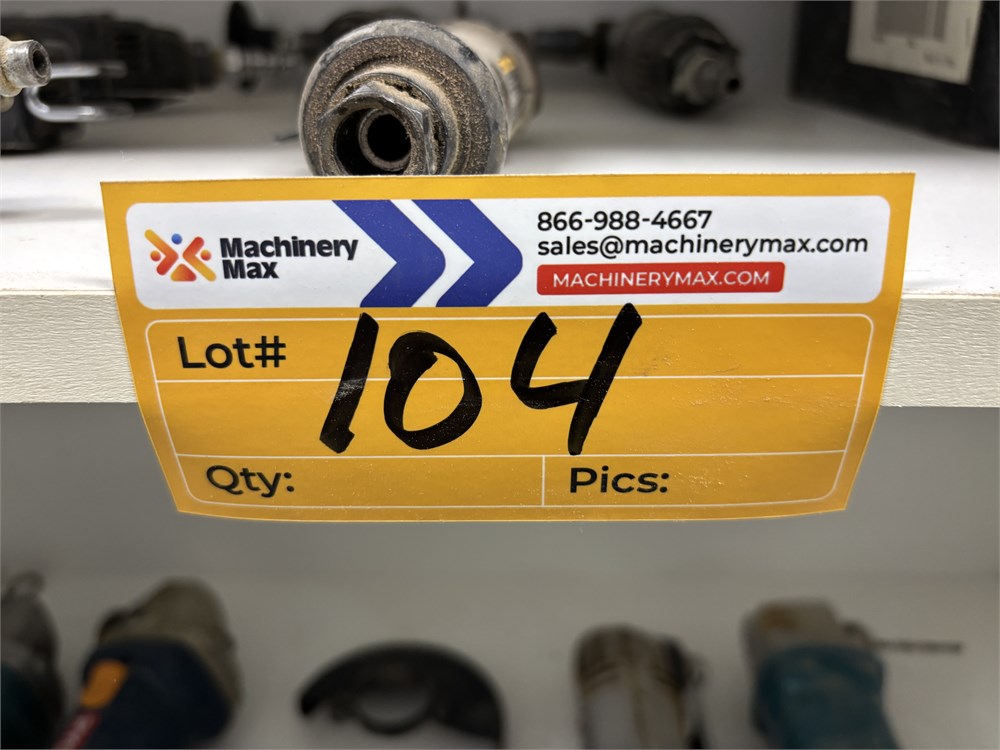 Machinery
Max
866-988-4667
sales@machinerymax.com
MACHINERYMAX.COM
Lot# 104
Qty:
Pics: